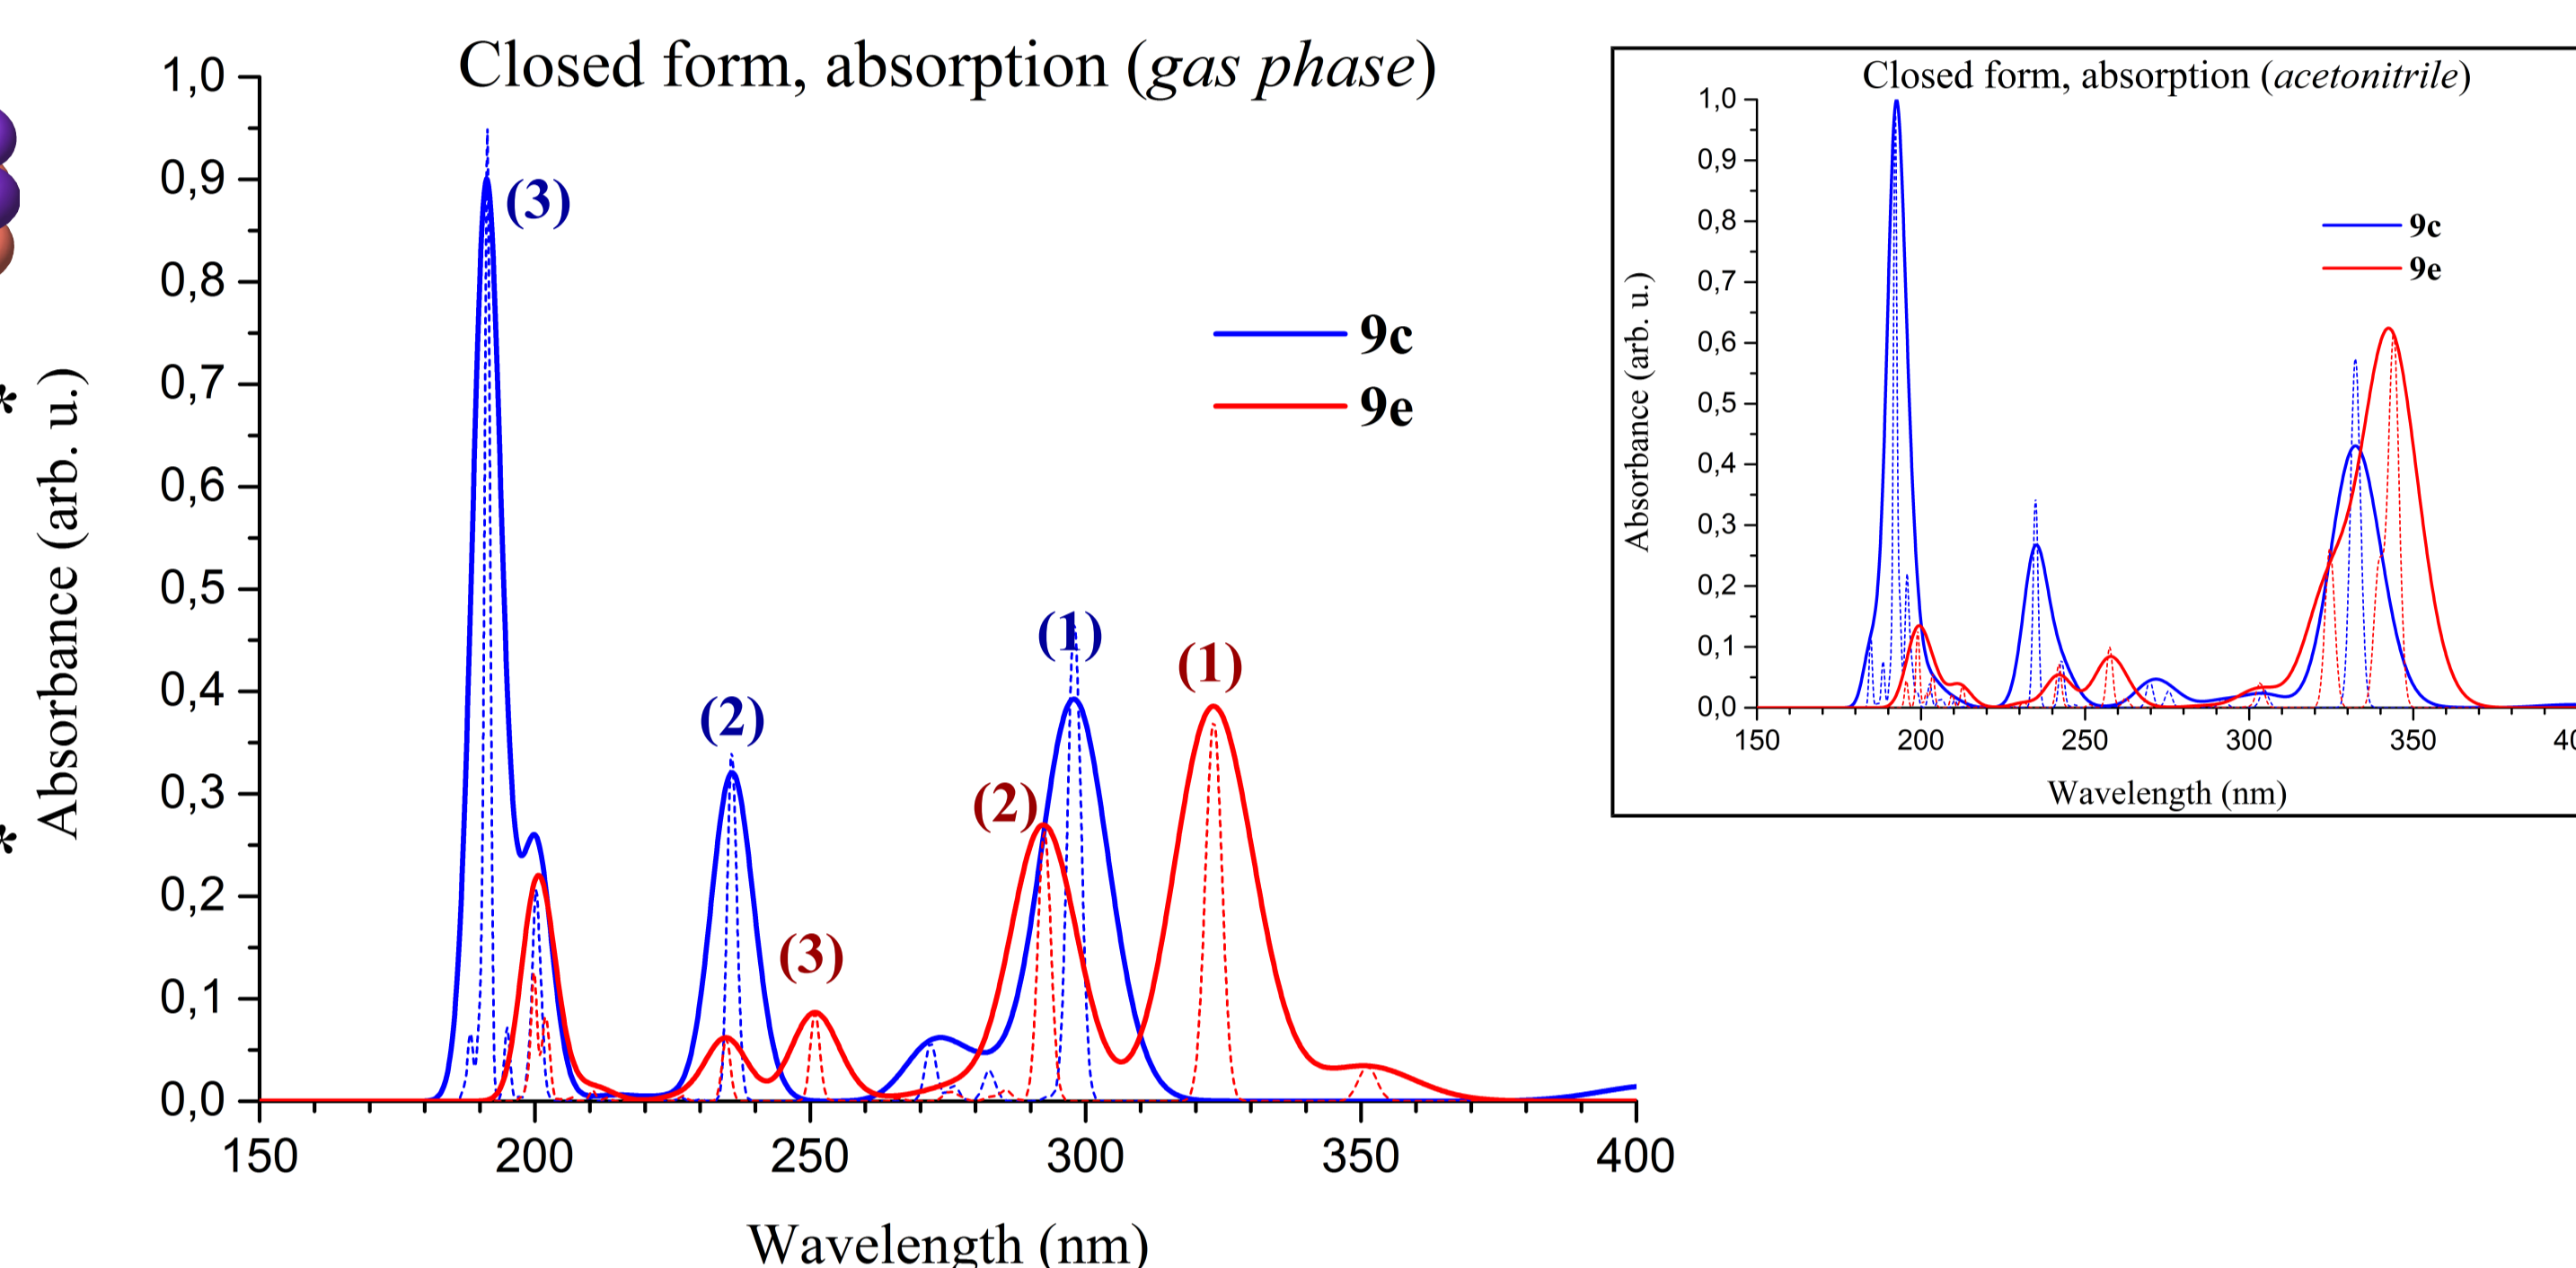 Closed form, absorption (gas phase)
Absorbance (arb. u.)
1,0
0,9
0,8
0,7
0,6
0,5
0,4
0,3
0,2
0,1
0,0
(3)
(2)
(3)
(2)
(1)
(1)
9c
9e
150 200 250 300 350 400
Wavelength (nm)
*
*
Closed form, absorption (acetonitrile)
Absorbance (arb. u.)
1,0
0,9
0,8
0,7
0,6
0,5
0,4
0,3
0,2
0,1
0,0
9c
9e
150 200 250 300 350 40
Wavelength (nm)